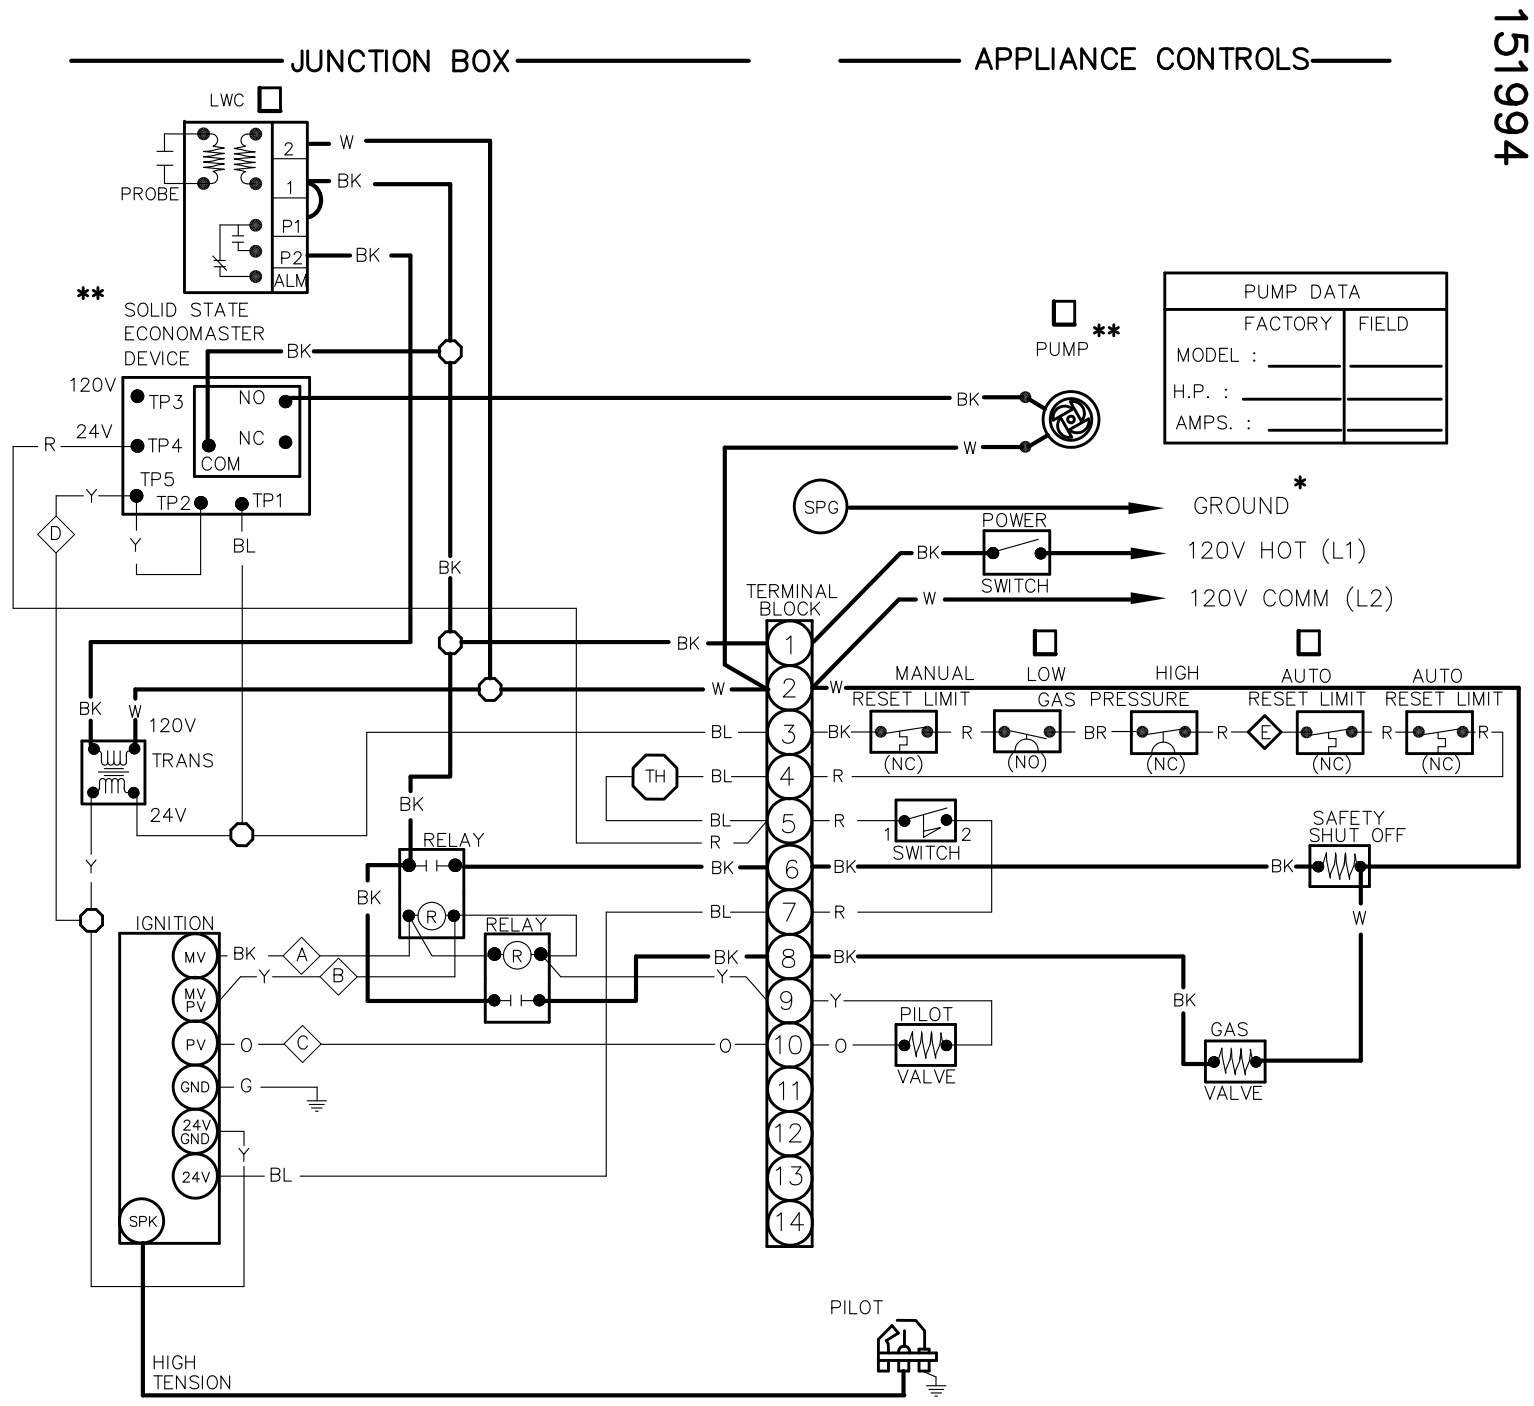 151994
JUNCTION BOX
APPLIANCE CONTROLS
LWC
2
W
1
BK
PROBE
P1
P2
BK
ALM
**
SOLID STATE
ECONOMASTER
DEVICE
BK
120V
TP3
NO
24V
R
TP4
NC
COM
TP5
Y
TP2
TP1
D
Y
BL
BK
PUMP **
BK
W
PUMP DATA
FACTORY FIELD
MODEL :
H.P. :
AMPS. :
SPG
GROUND *
POWER
BK
120V HOT (L1)
SWITCH
W
120V COMM (L2)
TERMINAL
BLOCK
BK
1
W
2
W
BK
W
120V
TRANS
24V
Y
MANUAL
RESET LIMIT
LOW
HIGH
GAS PRESSURE
AUTO
RESET LIMIT
AUTO
RESET LIMIT
BL
3
BK
R
BR
R
E
R
R
(NC)
(NO)
(NC)
(NC)
(NC)
TH
BL
4
R
BK
RELAY
BL
5
R
R
1
2
SWITCH
SAFETY
SHUT OFF
BK
6
BK
BK
BK
R
BL
7
R
W
RELAY
R
IGNITION
MV
BK
A
BK
8
BK
MV
PV
Y
B
Y
9
Y
BK
PV
O
C
O
10
O
PILOT
VALVE
GAS
VALVE
GND
G
11
24V
GND
Y
12
24V
BL
13
SPK
14
PILOT
HIGH
TENSION